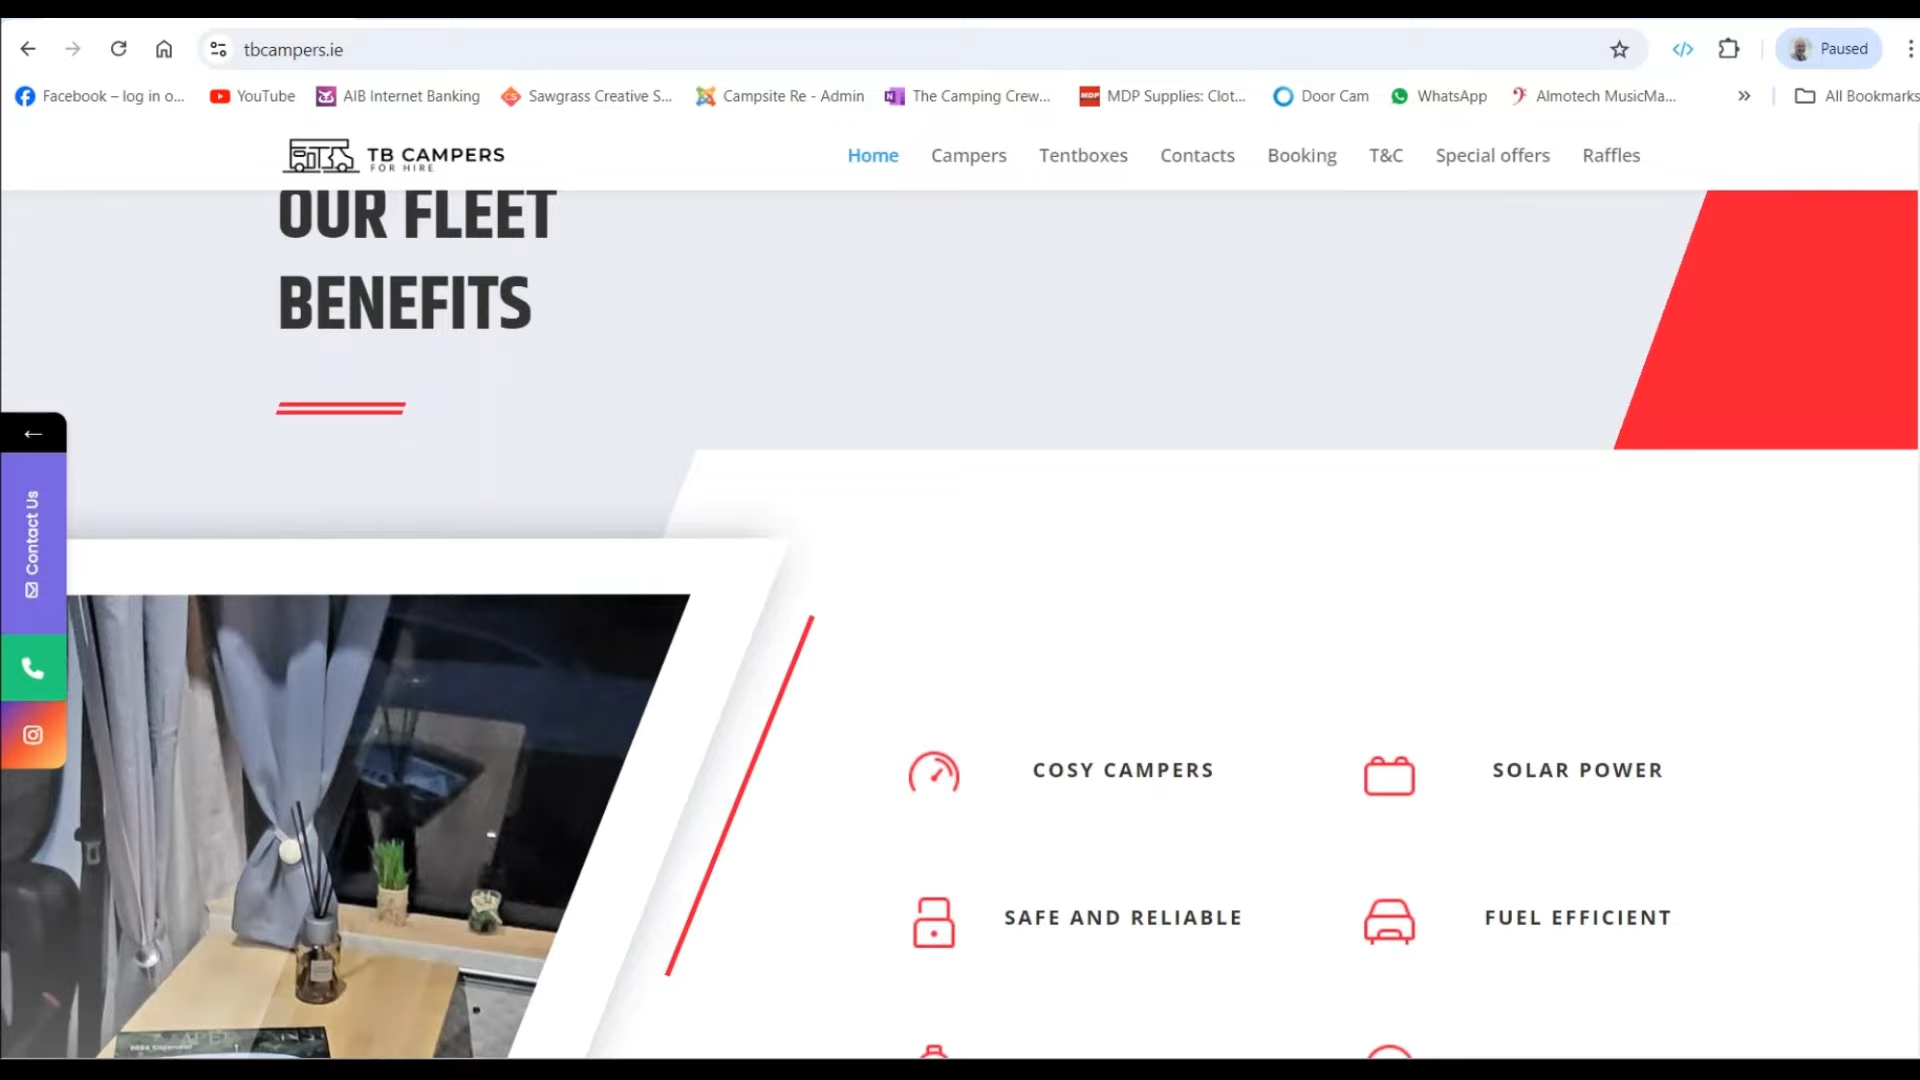 tbcampers.ie
Paused
Facebook – log in o...
YouTube
AIB Internet Banking
Sawgrass Creative S...
Campsite Re - Admin
The Camping Crew...
MDP Supplies: Clot...
Door Cam
WhatsApp
Almotech MusicMa...
All Bookmarks
TB CAMPERS
FOR HIRE
Home
Campers
Tentboxes
Contacts
Booking
T&C
Special offers
Raffles
OUR FLEET
BENEFITS
Contact Us
COSY CAMPERS
SOLAR POWER
SAFE AND RELIABLE
FUEL EFFICIENT